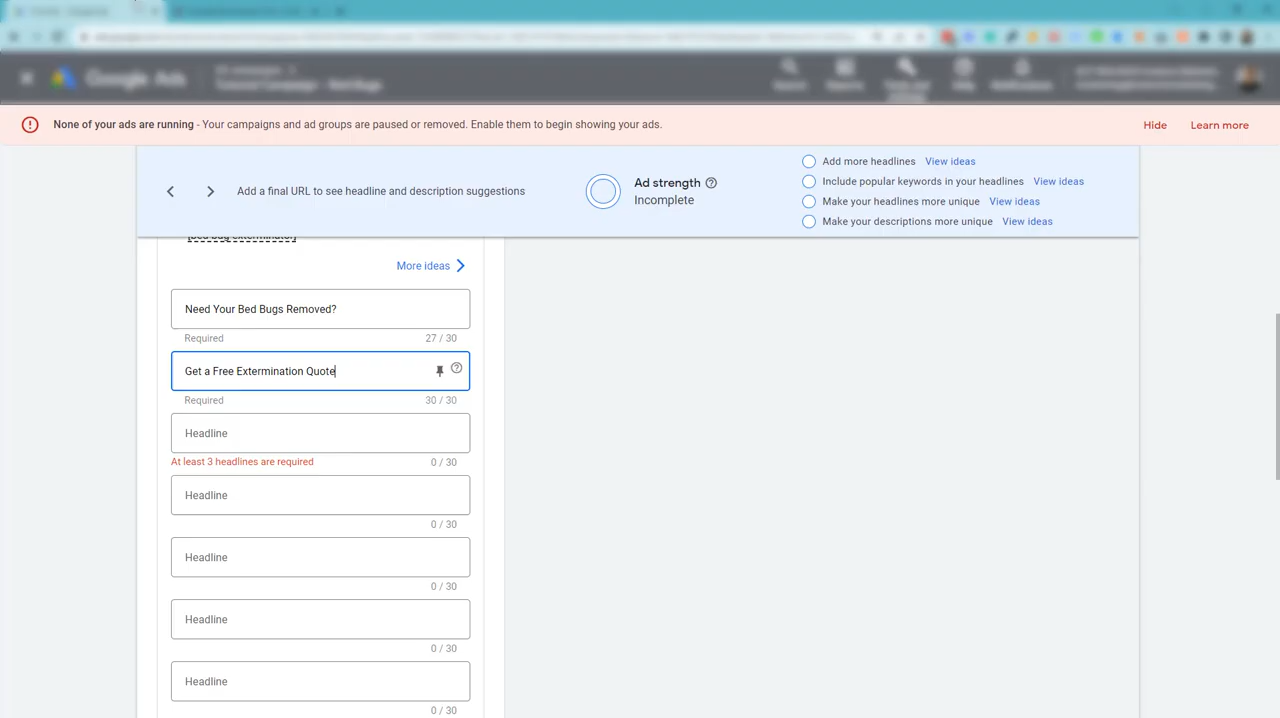 Google Ads
None of your ads are running - Your campaigns and ad groups are paused or removed. Enable them to begin showing your ads.
Hide
Learn more
Add a final URL to see headline and description suggestions
Ad strength
Incomplete
Add more headlines View ideas
Include popular keywords in your headlines View ideas
Make your headlines more unique View ideas
Make your descriptions more unique View ideas
[Bed bug exterminator]
More ideas
Need Your Bed Bugs Removed?
Required 27 / 30
Get a Free Extermination Quote
Required 30 / 30
Headline
At least 3 headlines are required 0 / 30
Headline
0 / 30
Headline
0 / 30
Headline
0 / 30
Headline
0 / 30